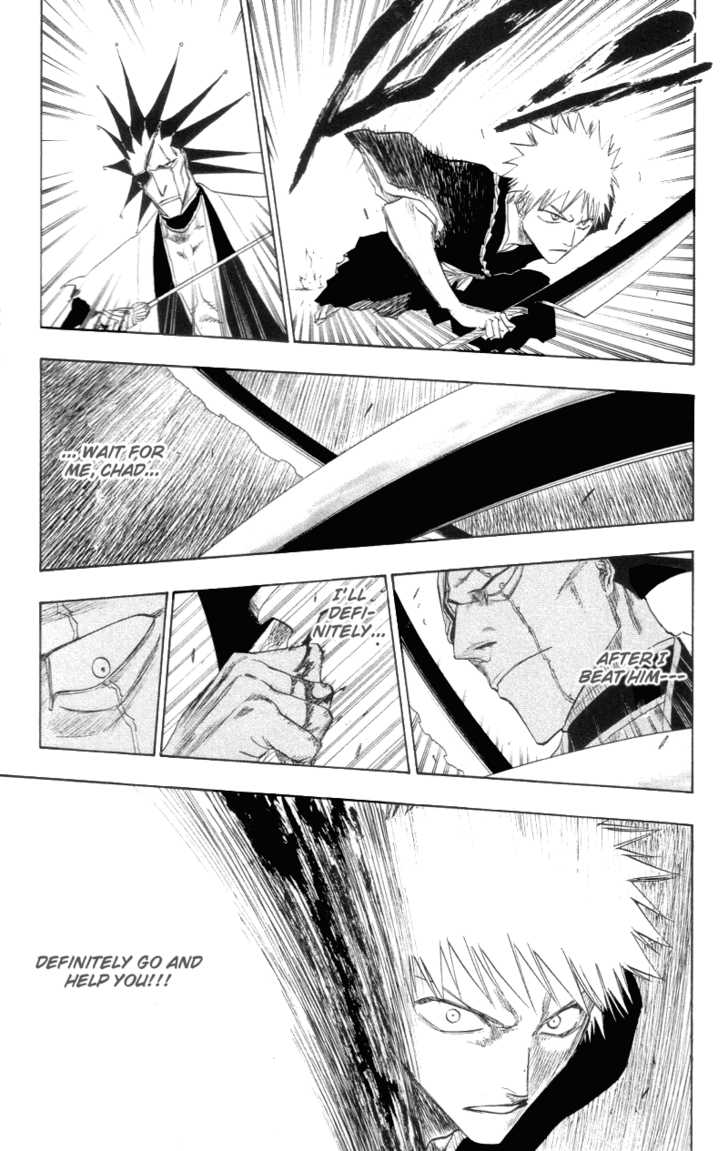 ... WAIT FOR
ME, CHAD...
AFTER I
BEAT HIM---
I'LL
DEFI-
NITELY...
DEFINITELY GO AND
HELP YOU!!!